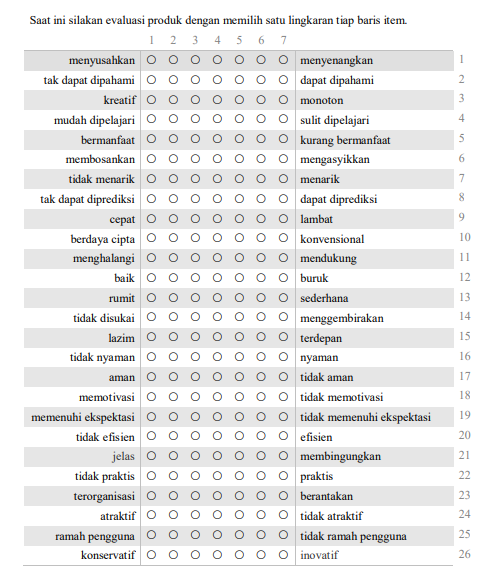 Saat ini silakan evaluasi produk dengan memilih satu lingkaran tiap baris item.
1 2 3 4 5 6 7
menyusahkan ○ ○ ○ ○ ○ ○ ○ menyenangkan 1
tak dapat dipahami ○ ○ ○ ○ ○ ○ ○ dapat dipahami 2
kreatif ○ ○ ○ ○ ○ ○ ○ monoton 3
mudah dipelajari ○ ○ ○ ○ ○ ○ ○ sulit dipelajari 4
bermanfaat ○ ○ ○ ○ ○ ○ ○ kurang bermanfaat 5
membosankan ○ ○ ○ ○ ○ ○ ○ mengasyikkan 6
tidak menarik ○ ○ ○ ○ ○ ○ ○ menarik 7
tak dapat diprediksi ○ ○ ○ ○ ○ ○ ○ dapat diprediksi 8
cepat ○ ○ ○ ○ ○ ○ ○ lambat 9
berdaya cipta ○ ○ ○ ○ ○ ○ ○ konvensional 10
menghalangi ○ ○ ○ ○ ○ ○ ○ mendukung 11
baik ○ ○ ○ ○ ○ ○ ○ buruk 12
rumit ○ ○ ○ ○ ○ ○ ○ sederhana 13
tidak disukai ○ ○ ○ ○ ○ ○ ○ menggembirakan 14
lazim ○ ○ ○ ○ ○ ○ ○ terdepan 15
tidak nyaman ○ ○ ○ ○ ○ ○ ○ nyaman 16
aman ○ ○ ○ ○ ○ ○ ○ tidak aman 17
memotivasi ○ ○ ○ ○ ○ ○ ○ tidak memotivasi 18
memenuhi ekspektasi ○ ○ ○ ○ ○ ○ ○ tidak memenuhi ekspektasi 19
tidak efisien ○ ○ ○ ○ ○ ○ ○ efisien 20
jelas ○ ○ ○ ○ ○ ○ ○ membingungkan 21
tidak praktis ○ ○ ○ ○ ○ ○ ○ praktis 22
terorganisasi ○ ○ ○ ○ ○ ○ ○ berantakan 23
atraktif ○ ○ ○ ○ ○ ○ ○ tidak atraktif 24
ramah pengguna ○ ○ ○ ○ ○ ○ ○ tidak ramah pengguna 25
konservatif ○ ○ ○ ○ ○ ○ ○ inovatif 26